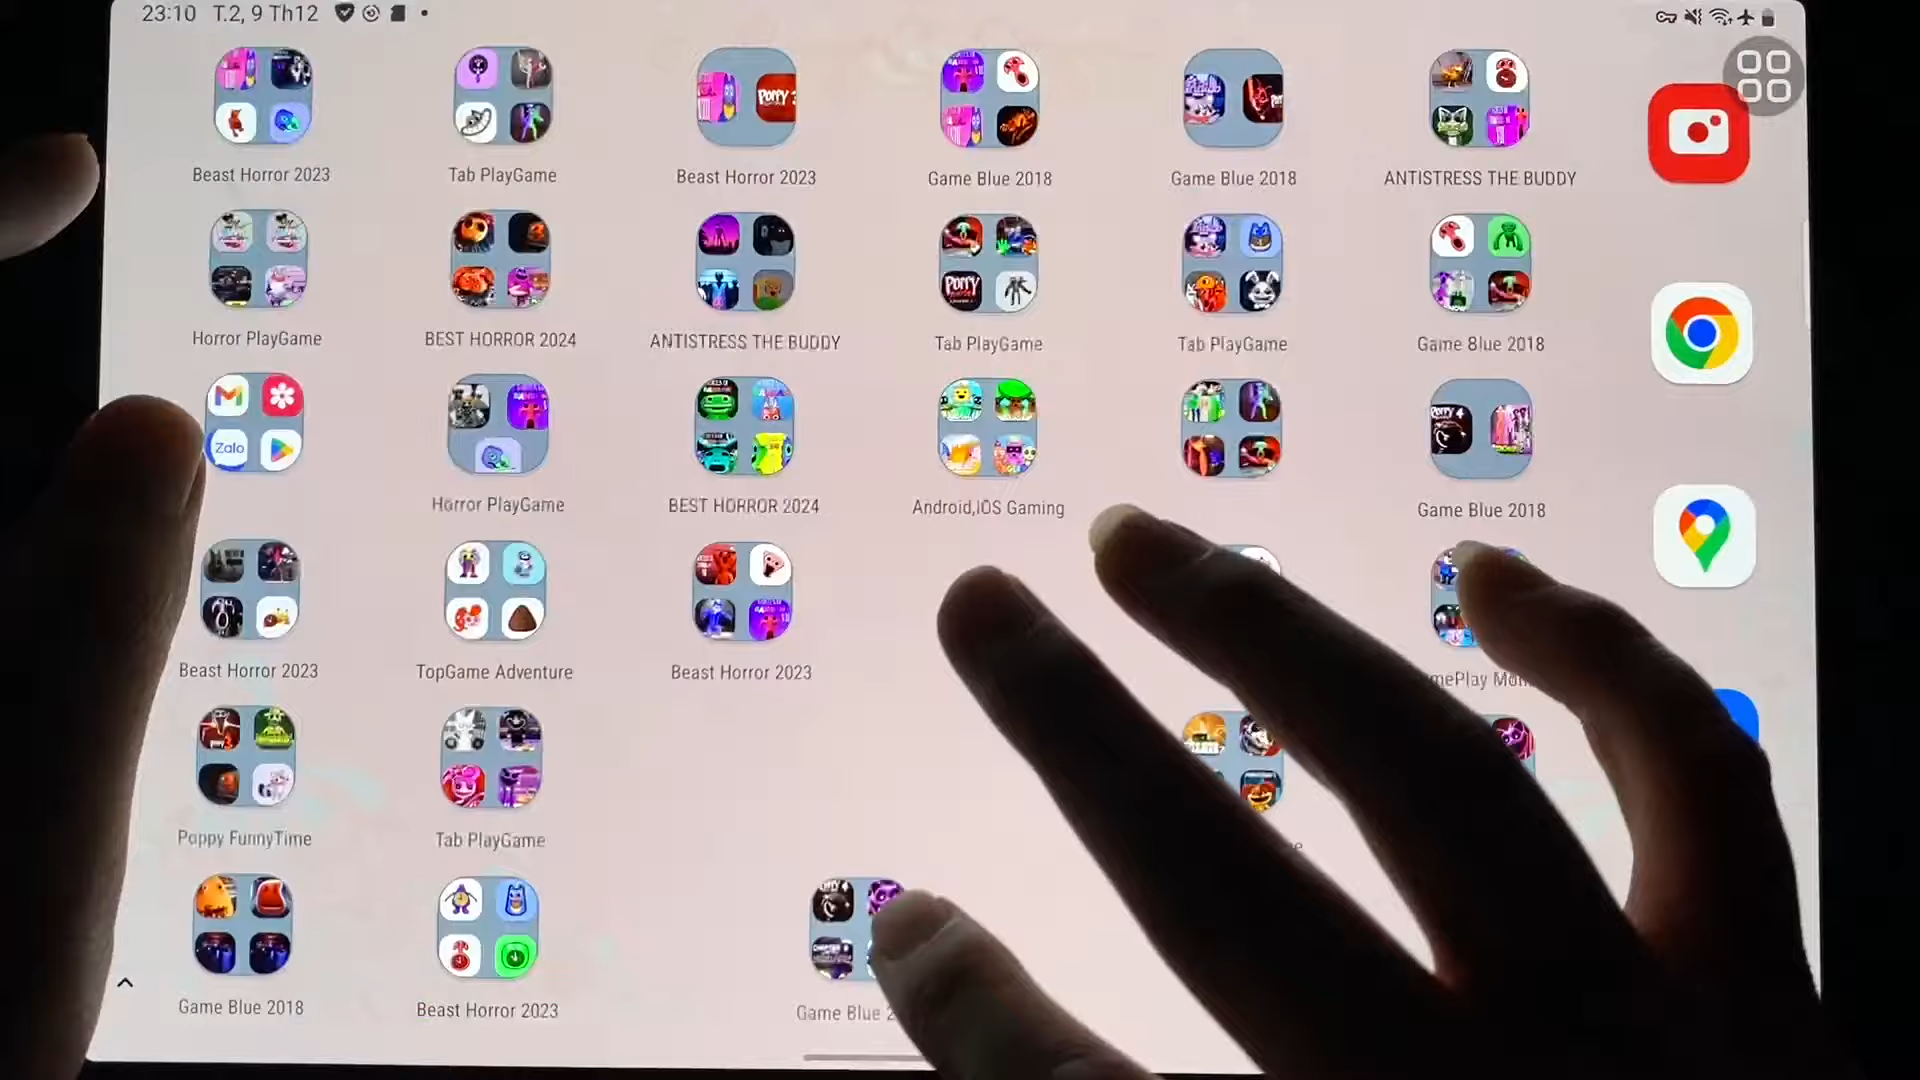 23:10 T.2, 9 Th12
Beast Horror 2023
Tab PlayGame
Beast Horror 2023
Game Blue 2018
Game Blue 2018
ANTISTRESS THE BUDDY
Horror PlayGame
BEST HORROR 2024
ANTISTRESS THE BUDDY
Tab PlayGame
Tab PlayGame
Game Blue 2018
Zalo
Horror PlayGame
BEST HORROR 2024
Android,IOS Gaming
Game Blue 2018
Beast Horror 2023
TopGame Adventure
Beast Horror 2023
Poppy FunnyTime
Tab PlayGame
Game Blue 2018
Beast Horror 2023
Game Blue